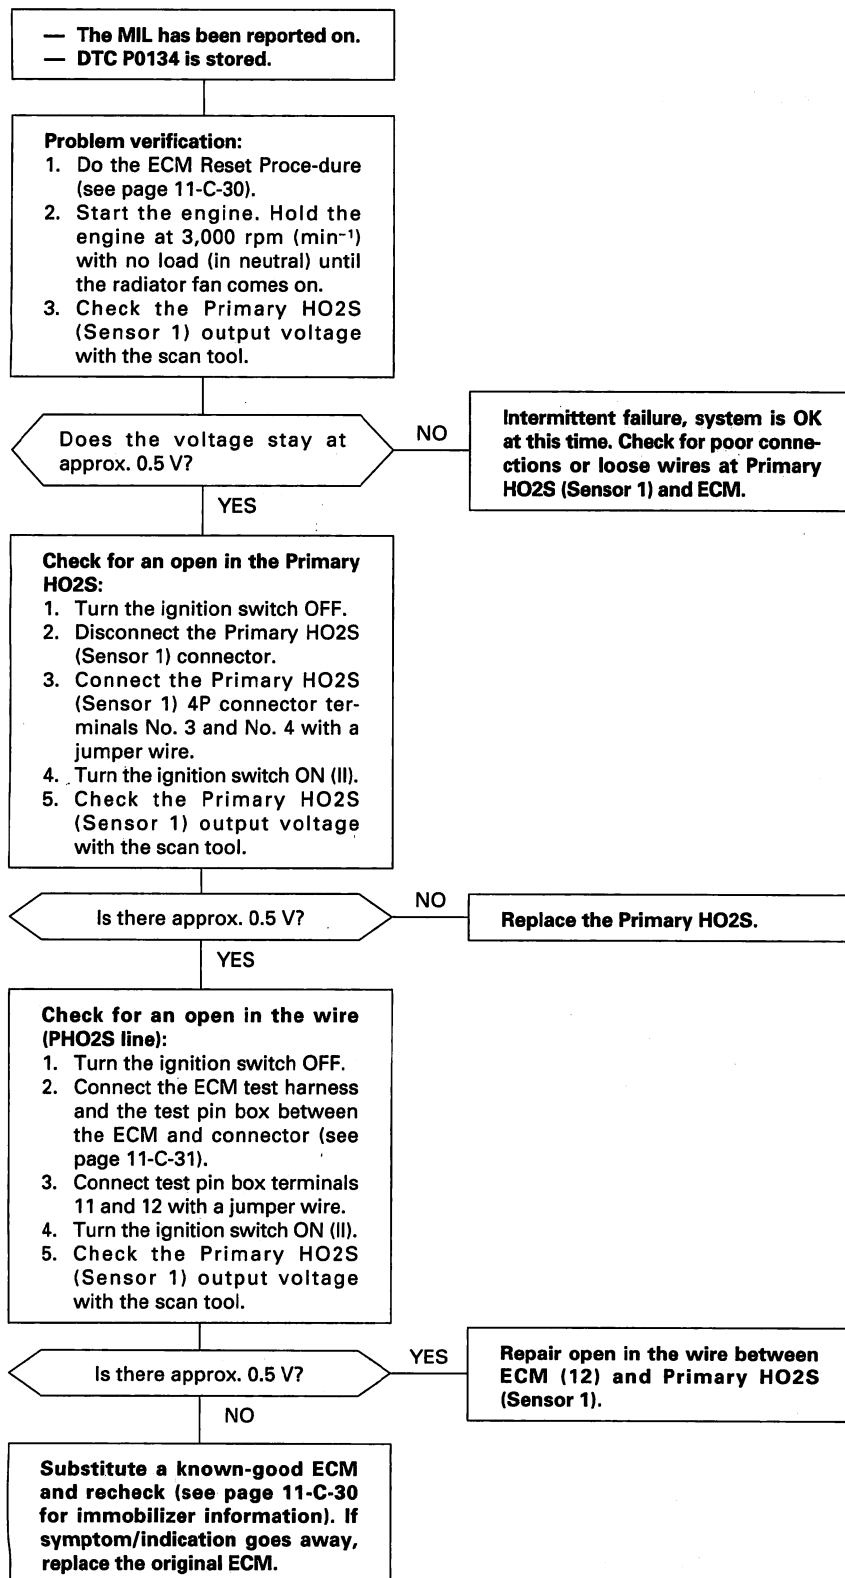 — The MIL has been reported on.
— DTC P0134 is stored.
Problem verification:
1. Do the ECM Reset Proce-dure
(see page 11-C-30).
2. Start the engine. Hold the
engine at 3,000 rpm (min⁻¹)
with no load (in neutral) until
the radiator fan comes on.
3. Check the Primary HO2S
(Sensor 1) output voltage
with the scan tool.
Does the voltage stay at
approx. 0.5 V?
NO
Intermittent failure, system is OK
at this time. Check for poor conne-
ctions or loose wires at Primary
HO2S (Sensor 1) and ECM.
YES
Check for an open in the Primary
HO2S:
1. Turn the ignition switch OFF.
2. Disconnect the Primary HO2S
(Sensor 1) connector.
3. Connect the Primary HO2S
(Sensor 1) 4P connector ter-
minals No. 3 and No. 4 with a
jumper wire.
4. Turn the ignition switch ON (II).
5. Check the Primary HO2S
(Sensor 1) output voltage
with the scan tool.
Is there approx. 0.5 V?
NO
Replace the Primary HO2S.
YES
Check for an open in the wire
(PHO2S line):
1. Turn the ignition switch OFF.
2. Connect the ECM test harness
and the test pin box between
the ECM and connector (see
page 11-C-31).
3. Connect test pin box terminals
11 and 12 with a jumper wire.
4. Turn the ignition switch ON (II).
5. Check the Primary HO2S
(Sensor 1) output voltage
with the scan tool.
Is there approx. 0.5 V?
YES
Repair open in the wire between
ECM (12) and Primary HO2S
(Sensor 1).
NO
Substitute a known-good ECM
and recheck (see page 11-C-30
for immobilizer information). If
symptom/indication goes away,
replace the original ECM.